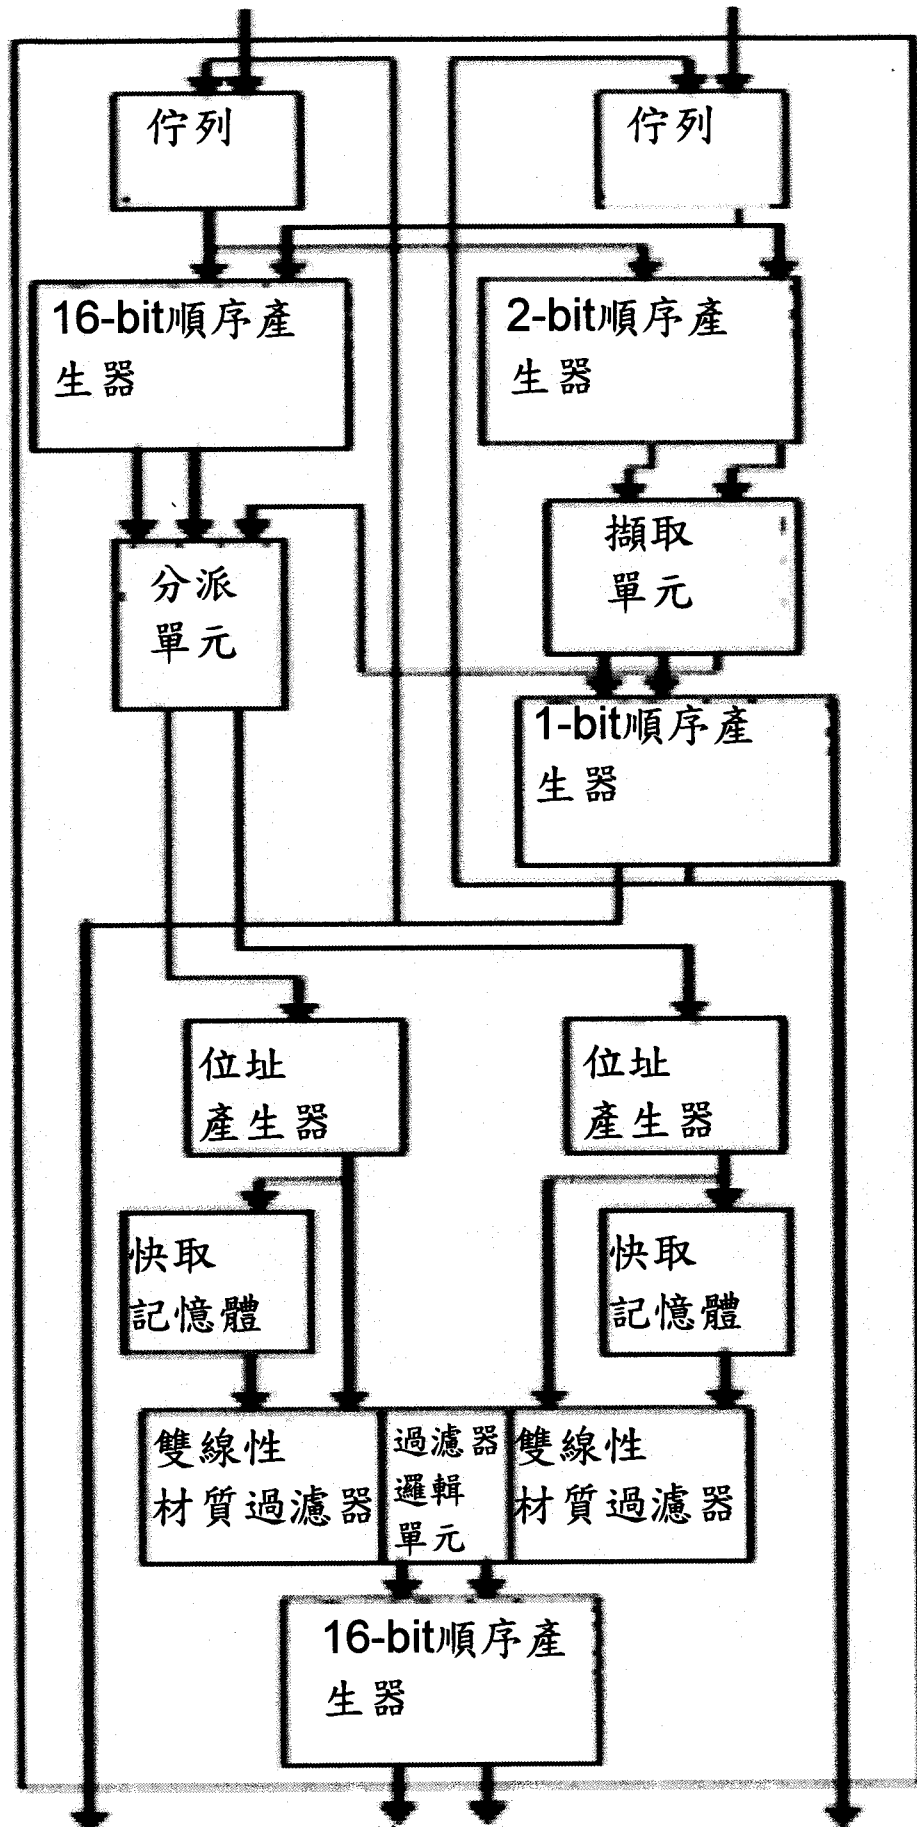 佇列
佇列
16-bit順序產
生器
2-bit順序產
生器
擷取
單元
分派
單元
1-bit順序產
生器
位址
產生器
位址
產生器
快取
記憶體
快取
記憶體
雙線性
材質過濾器
過濾器
邏輯
單元
雙線性
材質過濾器
16-bit順序產
生器